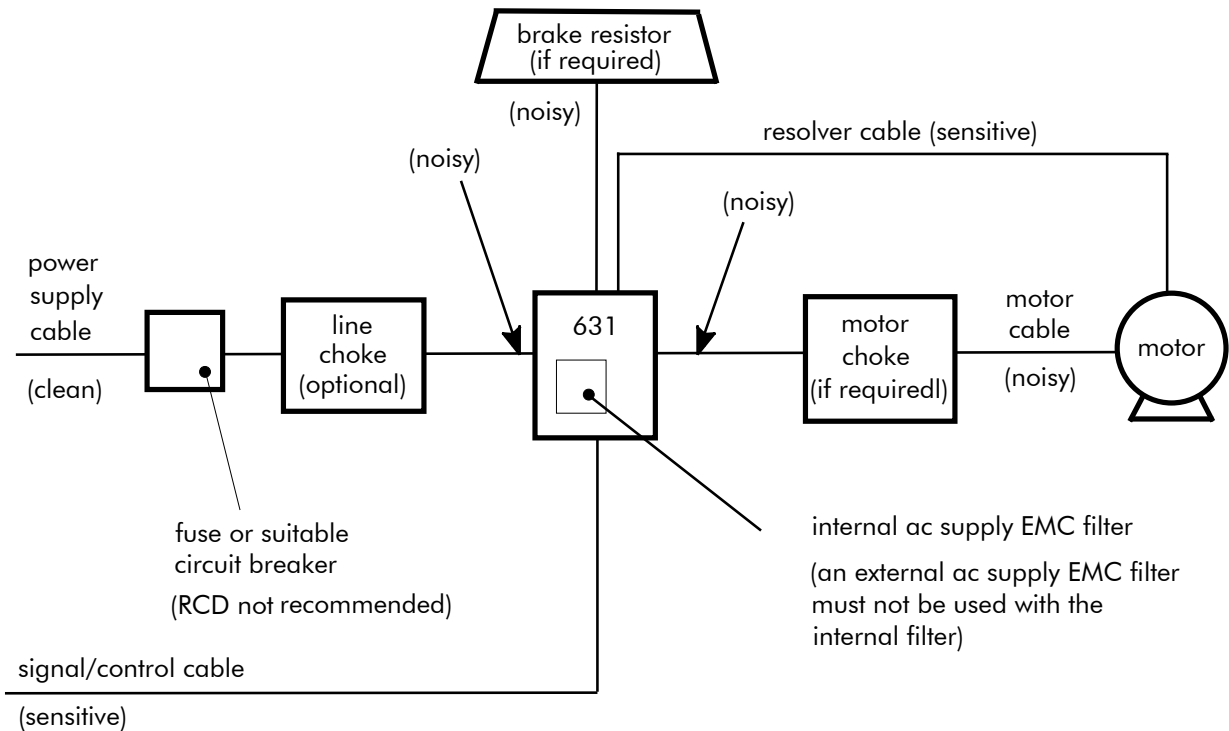 brake resistor
(if required)
(noisy)
resolver cable (sensitive)
(noisy)
(noisy)
power
supply
cable
(clean)
line
choke
(optional)
631
motor
choke
(if requiredl)
motor
cable
(noisy)
motor
fuse or suitable
circuit breaker
(RCD not recommended)
internal ac supply EMC filter
(an external ac supply EMC filter
must not be used with the
internal filter)
signal/control cable
(sensitive)